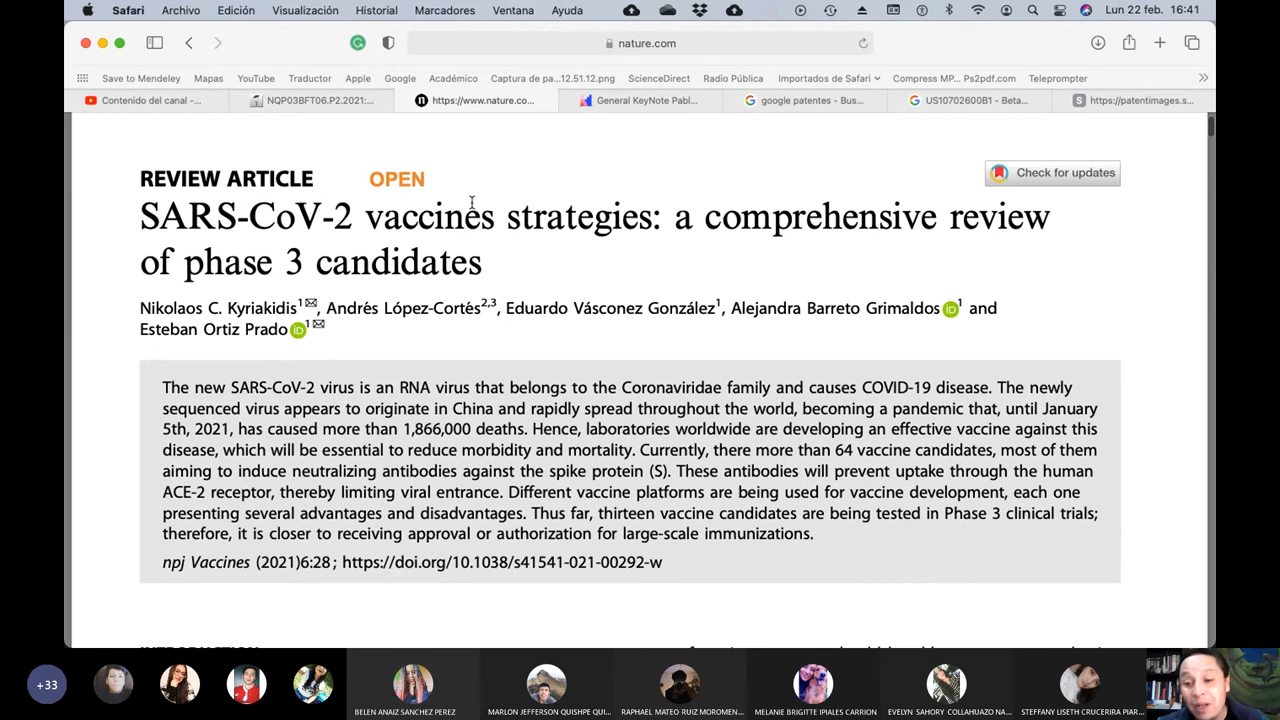 Safari Archivo Edición Visualización Historial Marcadores Ventana Ayuda Lun 22 feb. 16:41
nature.com
Save to Mendeley Mapas YouTube Traductor Apple Google Académico Captura de pa...12.51.12.png ScienceDirect Radio Pública Importados de Safari Compress MP... Ps2pdf.com Teleprompter
Contenido del canal -... NQP03BFT06.P2.2021:... https://www.nature.co... General KeyNote Pabl... google patentes - Bus... US10702600B1 - Beta... https://patentimages.s...
REVIEW ARTICLE OPEN
Check for updates
SARS-CoV-2 vaccines strategies: a comprehensive review
of phase 3 candidates
Nikolaos C. Kyriakidis1✉, Andrés López-Cortés2,3, Eduardo Vásconez González1, Alejandra Barreto Grimaldos iD 1 and
Esteban Ortiz Prado iD 1✉
The new SARS-CoV-2 virus is an RNA virus that belongs to the Coronaviridae family and causes COVID-19 disease. The newly
sequenced virus appears to originate in China and rapidly spread throughout the world, becoming a pandemic that, until January
5th, 2021, has caused more than 1,866,000 deaths. Hence, laboratories worldwide are developing an effective vaccine against this
disease, which will be essential to reduce morbidity and mortality. Currently, there more than 64 vaccine candidates, most of them
aiming to induce neutralizing antibodies against the spike protein (S). These antibodies will prevent uptake through the human
ACE-2 receptor, thereby limiting viral entrance. Different vaccine platforms are being used for vaccine development, each one
presenting several advantages and disadvantages. Thus far, thirteen vaccine candidates are being tested in Phase 3 clinical trials;
therefore, it is closer to receiving approval or authorization for large-scale immunizations.
npj Vaccines (2021)6:28 ; https://doi.org/10.1038/s41541-021-00292-w
+33
BELEN ANAIZ SANCHEZ PEREZ MARLON JEFFERSON QUISHPE QUI... RAPHAEL MATEO RUIZ MOROMEN... MELANIE BRIGITTE IPIALES CARRION EVELYN SAHORY COLLAHUAZO NA... STEFFANY LISETH CRUCERIRA PIAR...